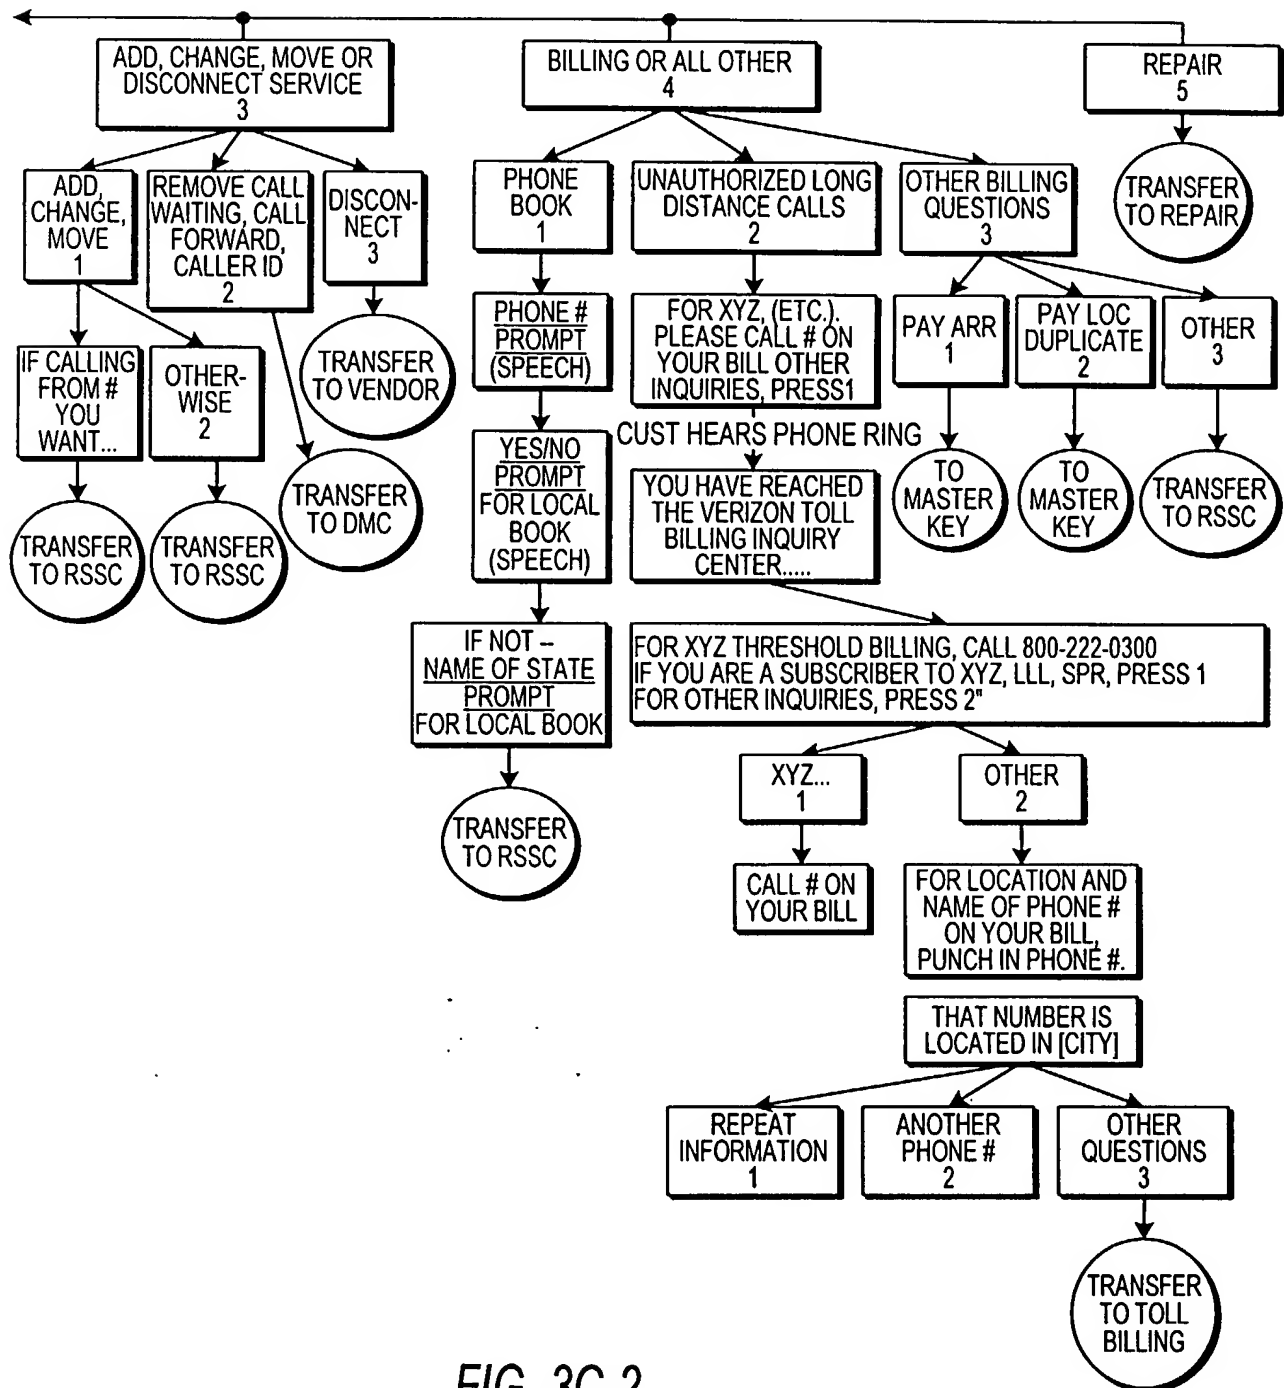 ADD, CHANGE, MOVE OR
DISCONNECT SERVICE
3
BILLING OR ALL OTHER
4
REPAIR
5
ADD,
CHANGE,
MOVE
1
REMOVE CALL
WAITING, CALL
FORWARD,
CALLER ID
2
DISCON-
NECT
3
PHONE
BOOK
1
UNAUTHORIZED LONG
DISTANCE CALLS
2
OTHER BILLING
QUESTIONS
3
TRANSFER
TO REPAIR
IF CALLING
FROM #
YOU
WANT...
OTHER-
WISE
2
TRANSFER
TO VENDOR
PHONE #
PROMPT
(SPEECH)
FOR XYZ, (ETC.).
PLEASE CALL # ON
YOUR BILL OTHER
INQUIRIES, PRESS1
PAY ARR
1
PAY LOC
DUPLICATE
2
OTHER
3
CUST HEARS PHONE RING
TRANSFER
TO RSSC
TRANSFER
TO RSSC
TRANSFER
TO DMC
YES/NO
PROMPT
FOR LOCAL
BOOK
(SPEECH)
YOU HAVE REACHED
THE VERIZON TOLL
BILLING INQUIRY
CENTER.....
TO
MASTER
KEY
TO
MASTER
KEY
TRANSFER
TO RSSC
IF NOT –
NAME OF STATE
PROMPT
FOR LOCAL BOOK
FOR XYZ THRESHOLD BILLING, CALL 800-222-0300
IF YOU ARE A SUBSCRIBER TO XYZ, LLL, SPR, PRESS 1
FOR OTHER INQUIRIES, PRESS 2"
TRANSFER
TO RSSC
XYZ...
1
OTHER
2
CALL # ON
YOUR BILL
FOR LOCATION AND
NAME OF PHONE #
ON YOUR BILL,
PUNCH IN PHONE #.
THAT NUMBER IS
LOCATED IN [CITY]
REPEAT
INFORMATION
1
ANOTHER
PHONE #
2
OTHER
QUESTIONS
3
TRANSFER
TO TOLL
BILLING
FIG. 3C-2